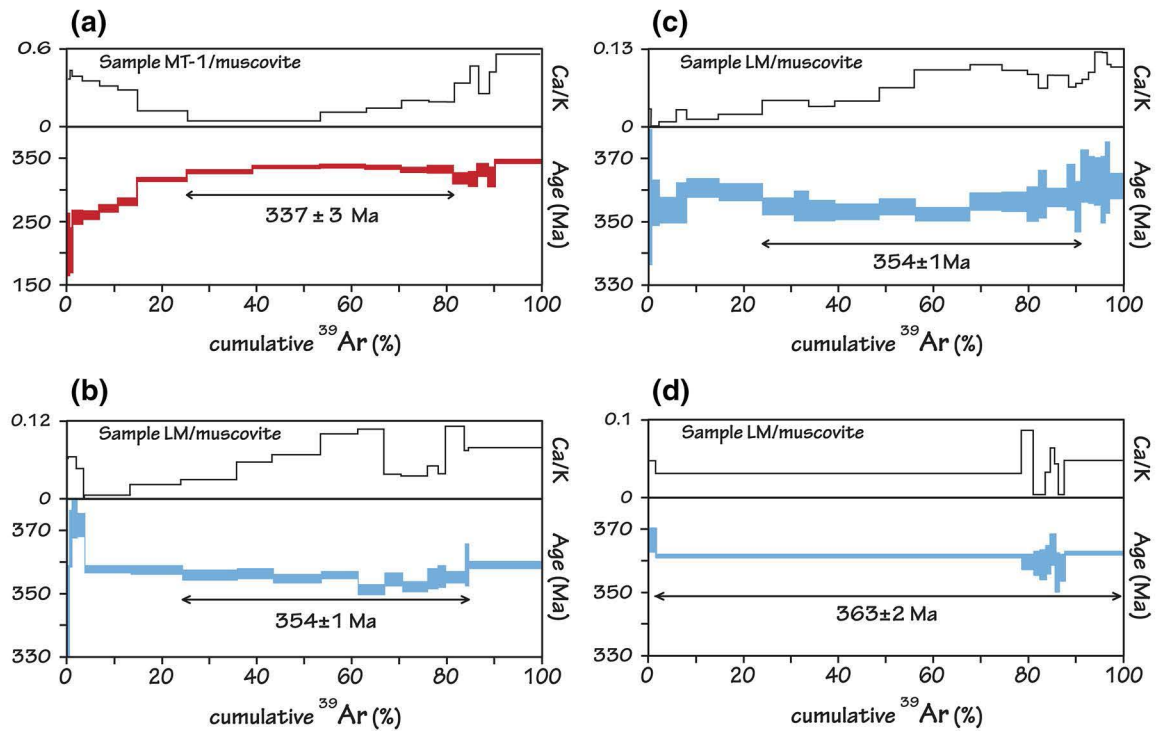 (a)
0.6
Sample MT-1/muscovite
Ca/K
0
350
250
150
Age (Ma)
337 ± 3 Ma
0 20 40 60 80 100
cumulative ³⁹Ar (%)
(c)
0.13
Sample LM/muscovite
Ca/K
0
370
350
330
Age (Ma)
354±1Ma
0 20 40 60 80 100
cumulative ³⁹Ar (%)
(b)
0.12
Sample LM/muscovite
Ca/K
0
370
350
330
Age (Ma)
354±1 Ma
0 20 40 60 80 100
cumulative ³⁹Ar (%)
(d)
0.1
Sample LM/muscovite
Ca/K
0
370
350
330
Age (Ma)
363±2 Ma
0 20 40 60 80 100
cumulative ³⁹Ar (%)